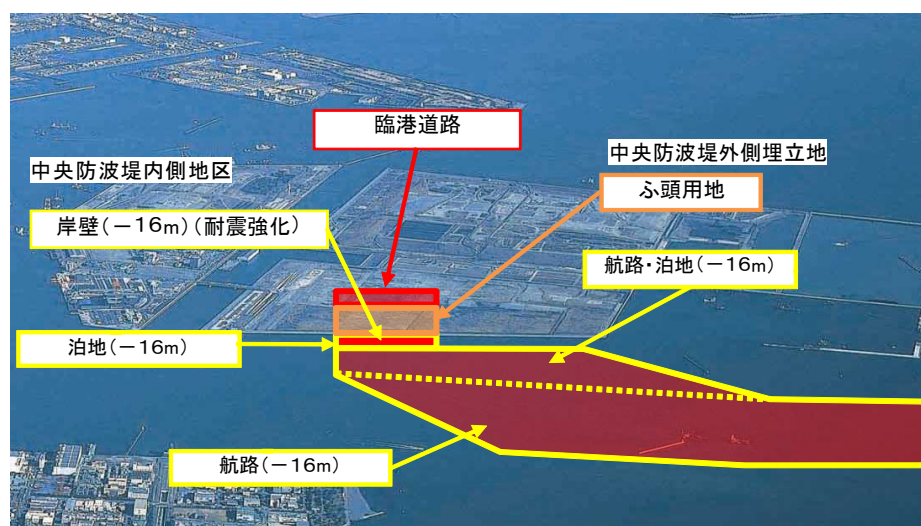 臨港道路
中央防波堤内側地区
中央防波堤外側埋立地
ふ頭用地
岸壁(-16m)(耐震強化)
航路・泊地(-16m)
泊地(-16m)
航路(-16m)